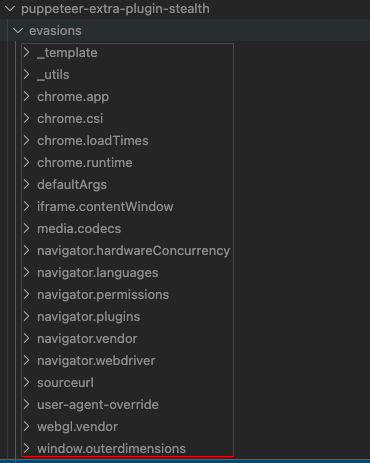 puppeteer-extra-plugin-stealth
evasions
_template
_utils
chrome.app
chrome.csi
chrome.loadTimes
chrome.runtime
defaultArgs
iframe.contentWindow
media.codecs
navigator.hardwareConcurrency
navigator.languages
navigator.permissions
navigator.plugins
navigator.vendor
navigator.webdriver
sourceurl
user-agent-override
webgl.vendor
window.outerdimensions